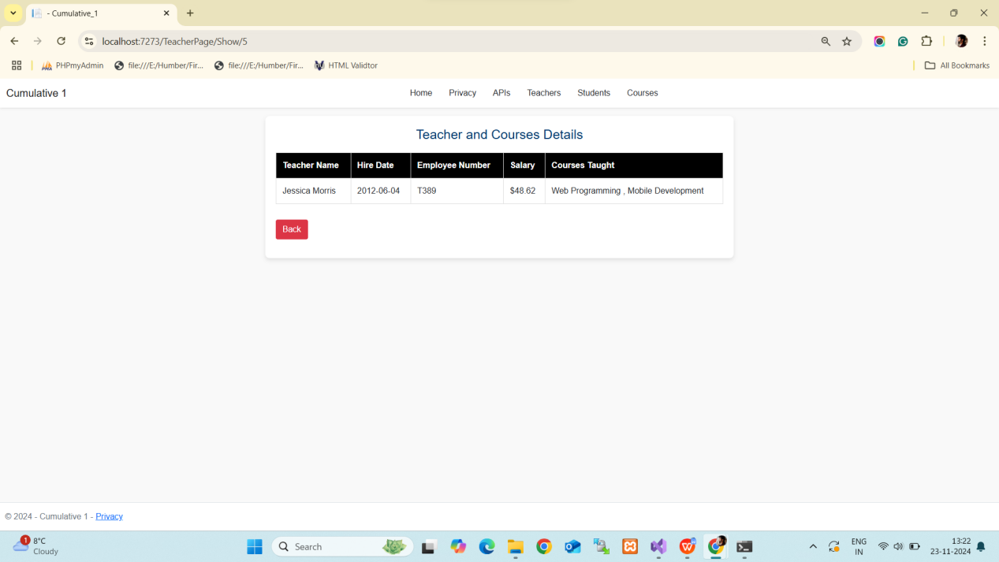 - Cumulative_1
localhost:7273/TeacherPage/Show/5
PHPmyAdmin file:///E:/Humber/Fir... file:///E:/Humber/Fir... HTML Validtor All Bookmarks
Cumulative 1 Home Privacy APIs Teachers Students Courses
Teacher and Courses Details
Teacher Name Hire Date Employee Number Salary Courses Taught
Jessica Morris 2012-06-04 T389 $48.62 Web Programming , Mobile Development
Back
© 2024 - Cumulative 1 - Privacy
1 8°C Search ENG 13:22
Cloudy IN 23-11-2024